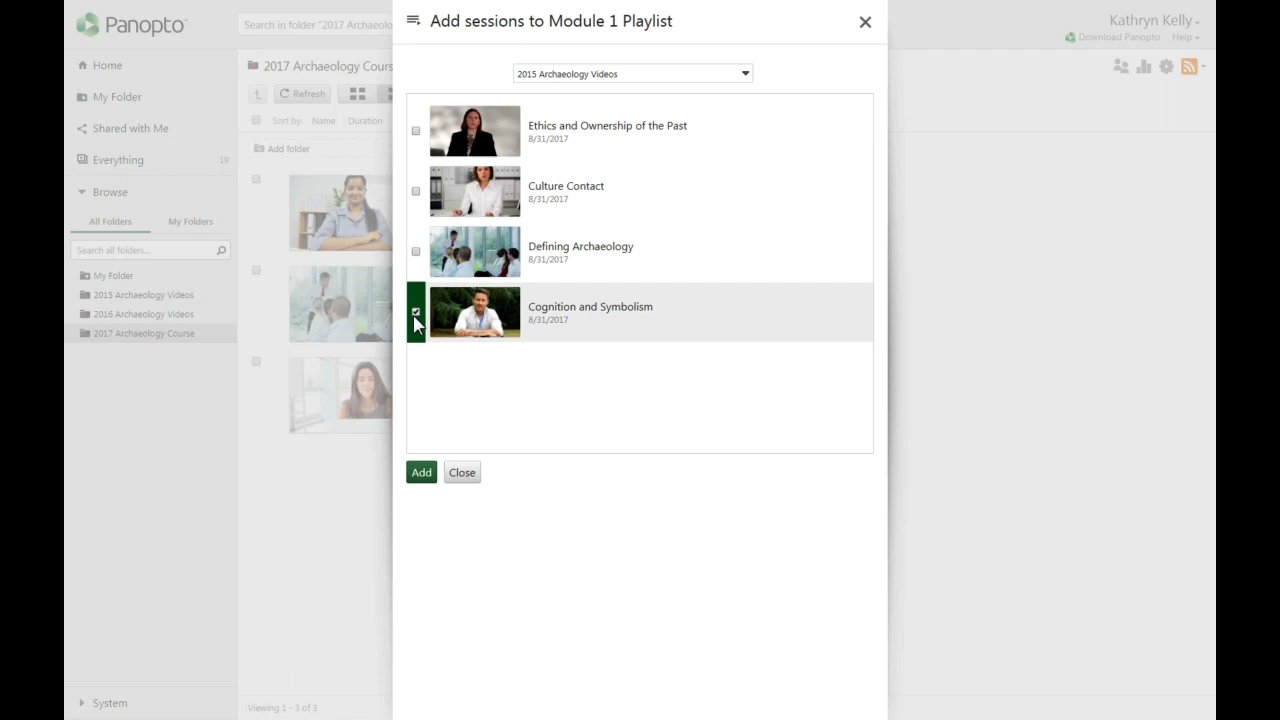 Panopto
Search in folder "2017 Archaeolo
Kathryn Kelly
Download Panopto
Help
Add sessions to Module 1 Playlist
Home
My Folder
Shared with Me
Everything
19
Browse
All Folders
My Folders
Search all folders...
My Folder
2015 Archaeology Videos
2016 Archaeology Videos
2017 Archaeology Course
System
2017 Archaeology Cours
Refresh
Sort by:
Name
Duration
Add folder
Viewing 1 - 3 of 3
2015 Archaeology Videos
Ethics and Ownership of the Past
8/31/2017
Culture Contact
8/31/2017
Defining Archaeology
8/31/2017
Cognition and Symbolism
8/31/2017
Add
Close